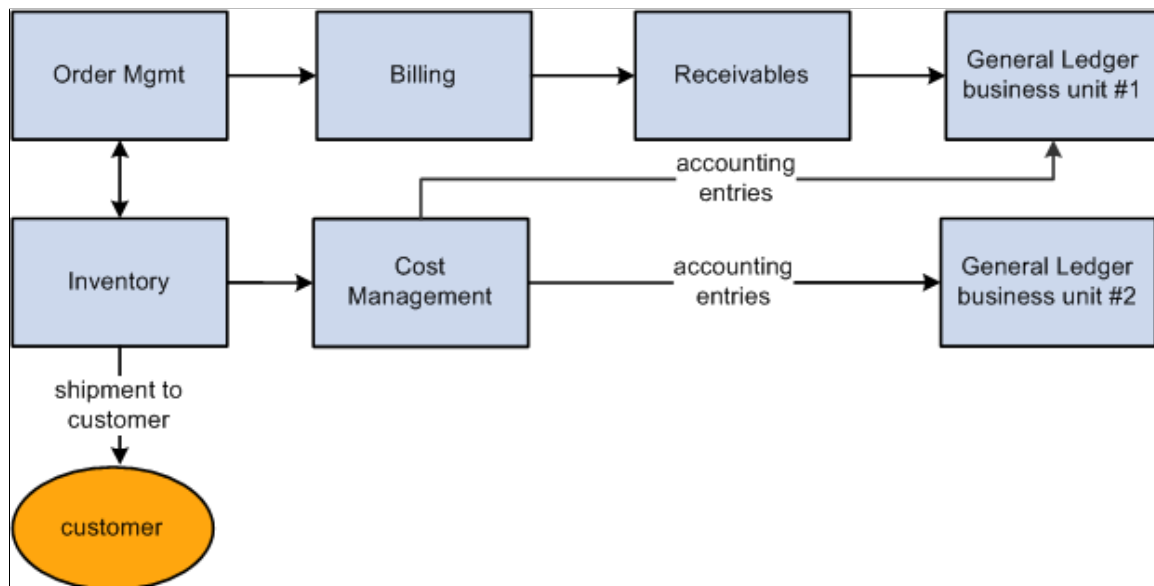 Order Mgmt
Billing
Receivables
General Ledger
business unit #1
accounting
entries
Inventory
Cost
Management
accounting
entries
General Ledger
business unit #2
shipment to
customer
customer